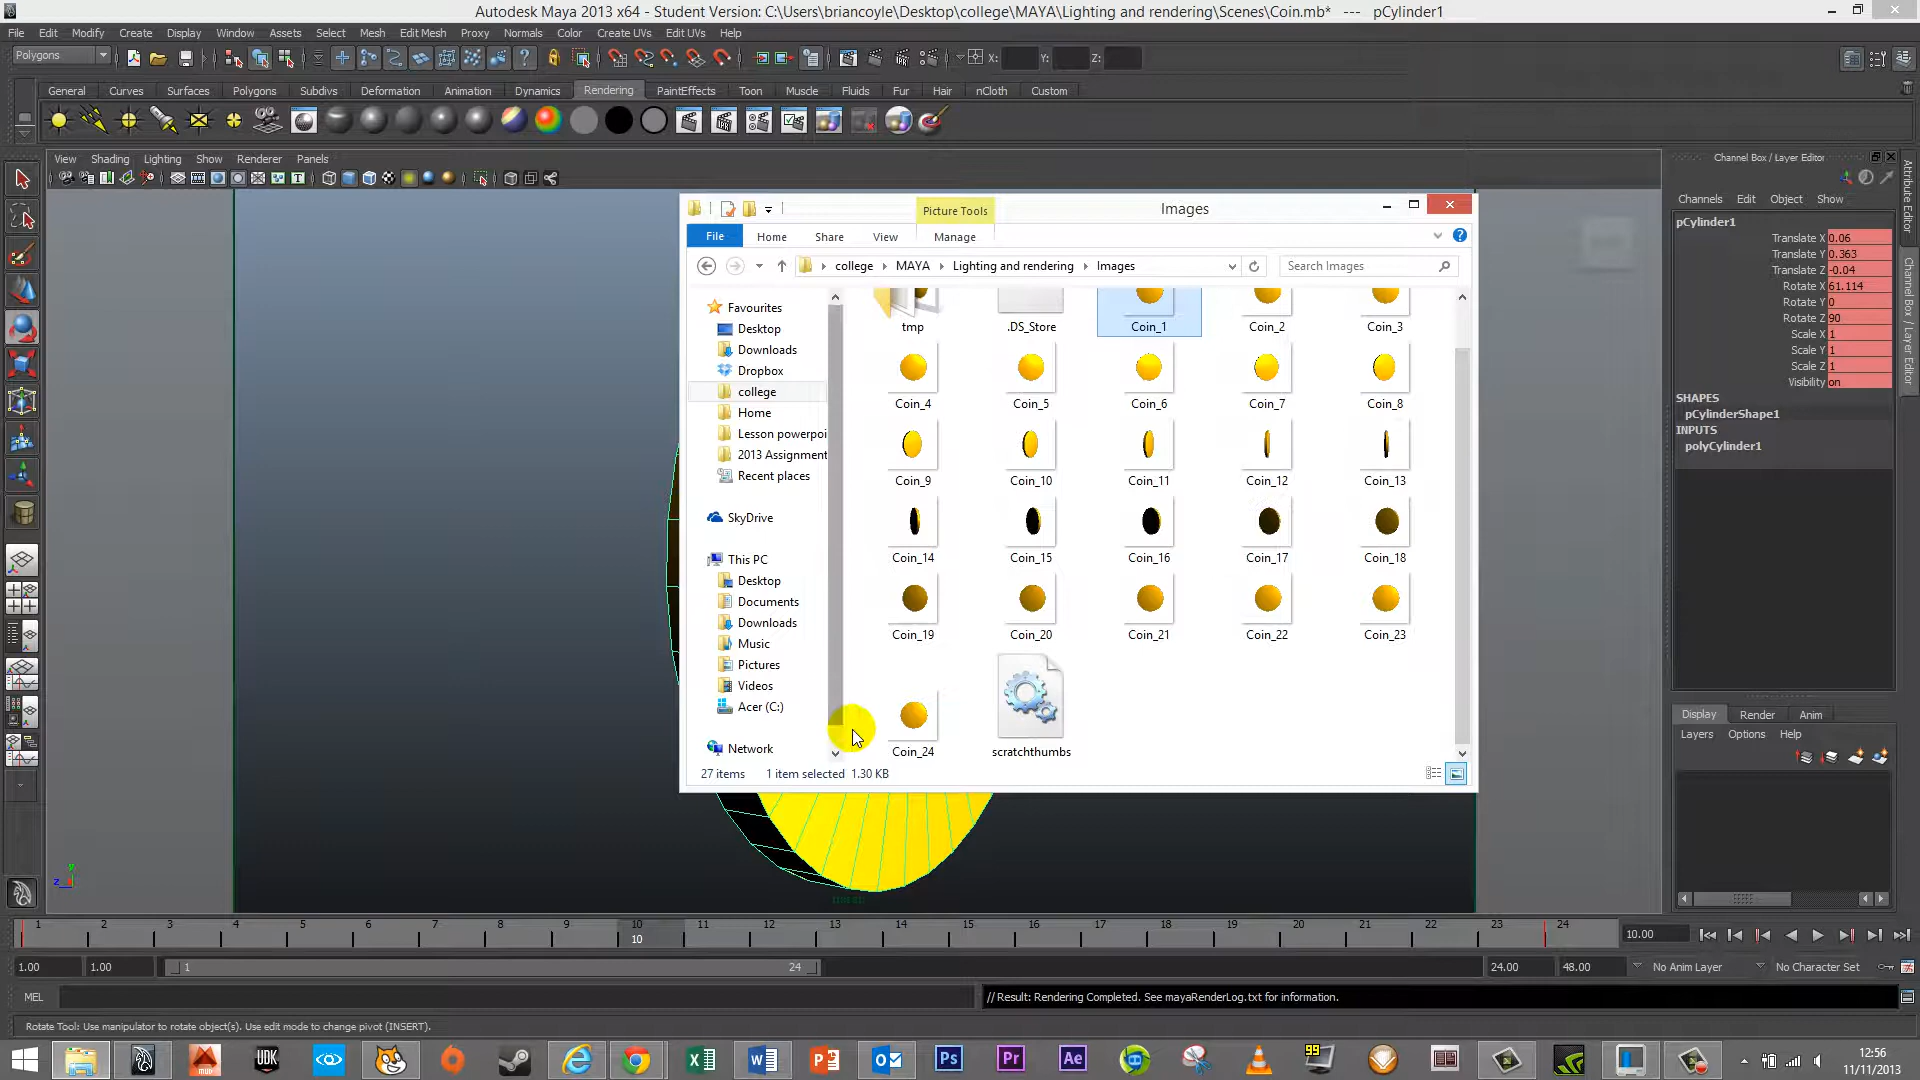 Autodesk Maya 2013 x64 - Student Version: C:\Users\briancoyle\Desktop\college\MAYA\Lighting and rendering\Scenes\Coin.mb* --- pCylinder1
File Edit Modify Create Display Window Assets Select Mesh Edit Mesh Proxy Normals Color Create UVs Edit UVs Help
Polygons X: Y: Z:
General Curves Surfaces Polygons Subdivs Deformation Animation Dynamics Rendering PaintEffects Toon Muscle Fluids Fur Hair nCloth Custom
View Shading Lighting Show Renderer Panels
Channel Box / Layer Editor
Channels Edit Object Show
pCylinder1
Translate X 0.06
Translate Y 0.363
Translate Z -0.04
Rotate X 61.114
Rotate Y 0
Rotate Z 90
Scale X 1
Scale Y 1
Scale Z 1
Visibility on
SHAPES
pCylinderShape1
INPUTS
polyCylinder1
Attribute Editor
Channel Box / Layer Editor
Display Render Anim
Layers Options Help
Picture Tools Images
File Home Share View Manage
college MAYA Lighting and rendering Images Search Images
Favourites
Desktop
Downloads
Dropbox
college
Home
Lesson powerpoi
2013 Assignment
Recent places
SkyDrive
This PC
Desktop
Documents
Downloads
Music
Pictures
Videos
Acer (C:)
Network
tmp .DS_Store Coin_1 Coin_2 Coin_3
Coin_4 Coin_5 Coin_6 Coin_7 Coin_8
Coin_9 Coin_10 Coin_11 Coin_12 Coin_13
Coin_14 Coin_15 Coin_16 Coin_17 Coin_18
Coin_19 Coin_20 Coin_21 Coin_22 Coin_23
Coin_24 scratchthumbs
27 items 1 item selected 1.30 KB
y
z
1 2 3 4 5 6 7 8 9 10 11 12 13 14 15 16 17 18 19 20 21 22 23 24
10
10.00
1.00 1.00 1 24 24.00 48.00 No Anim Layer No Character Set
MEL // Result: Rendering Completed. See mayaRenderLog.txt for information.
Rotate Tool: Use manipulator to rotate object(s). Use edit mode to change pivot (INSERT).
UDK Ps Pr Ae 99
12:56
11/11/2013